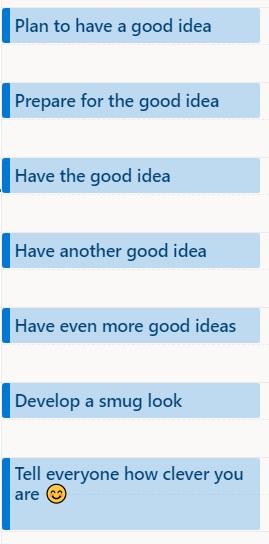 Plan to have a good idea
Prepare for the good idea
Have the good idea
Have another good idea
Have even more good ideas
Develop a smug look
Tell everyone how clever you
are 😊